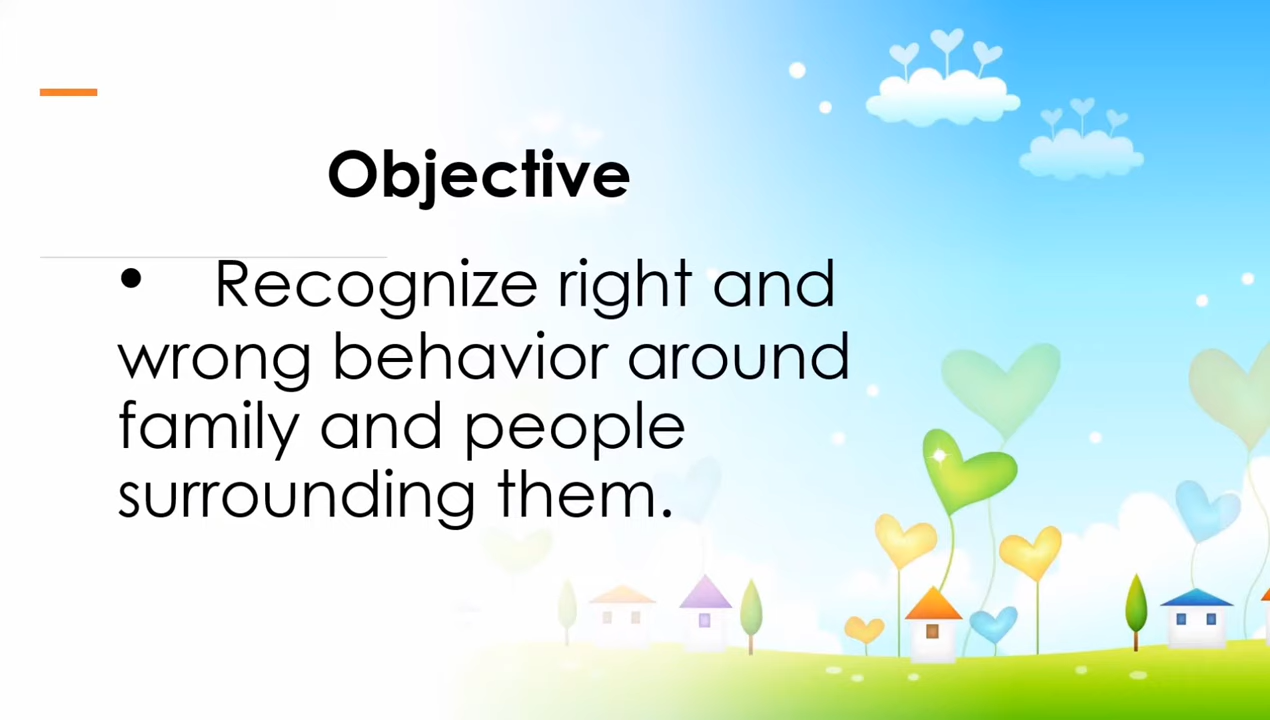 Objective
• Recognize right and
wrong behavior around
family and people
surrounding them.